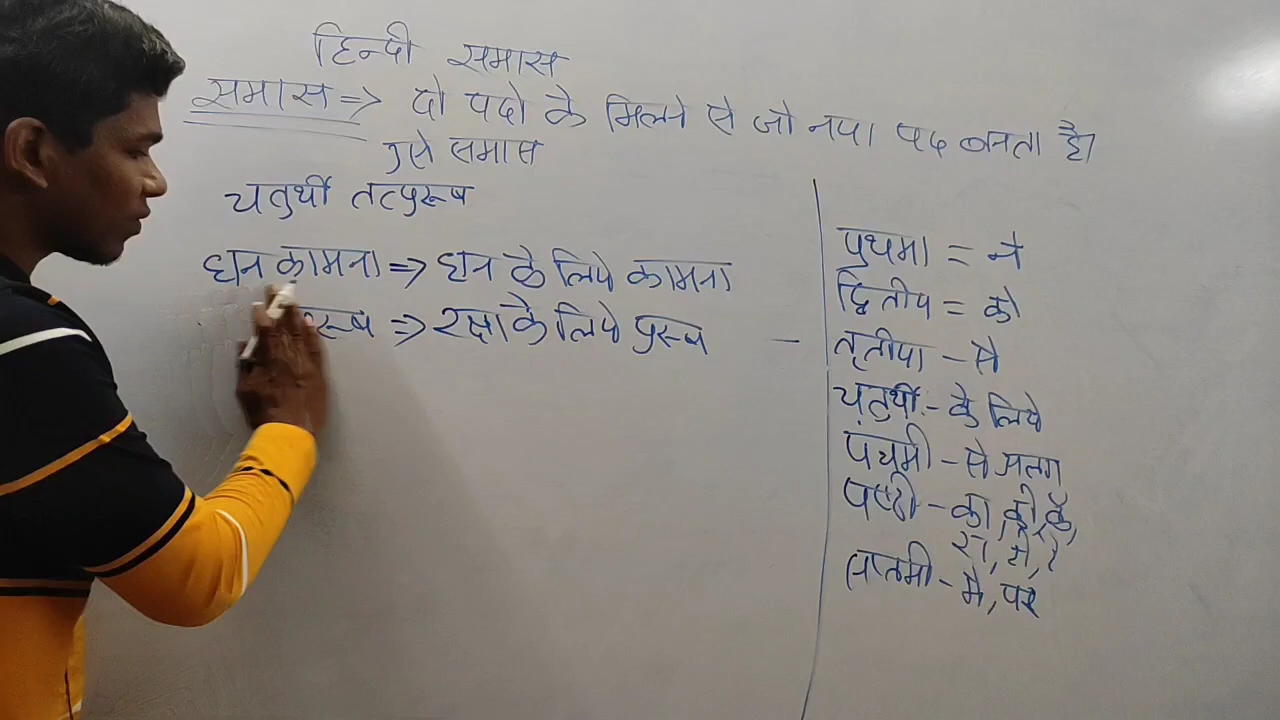 हिन्दी समास
समास => दो पदो के मिलने से जो नया पद बनता है।
उसे समास
चतुर्थी तत्पुरूष
धन कामना => धन के लिये कामना
रूष => रक्षा के लिये पुरूष
प्रथमा = ने
द्वितीय = को
तृतीया - से
चतुर्थी - के लिये
पंचमी - से अलग
षष्ठी - का, की, के,
रा, री, रे
सप्तमी - मे, पर